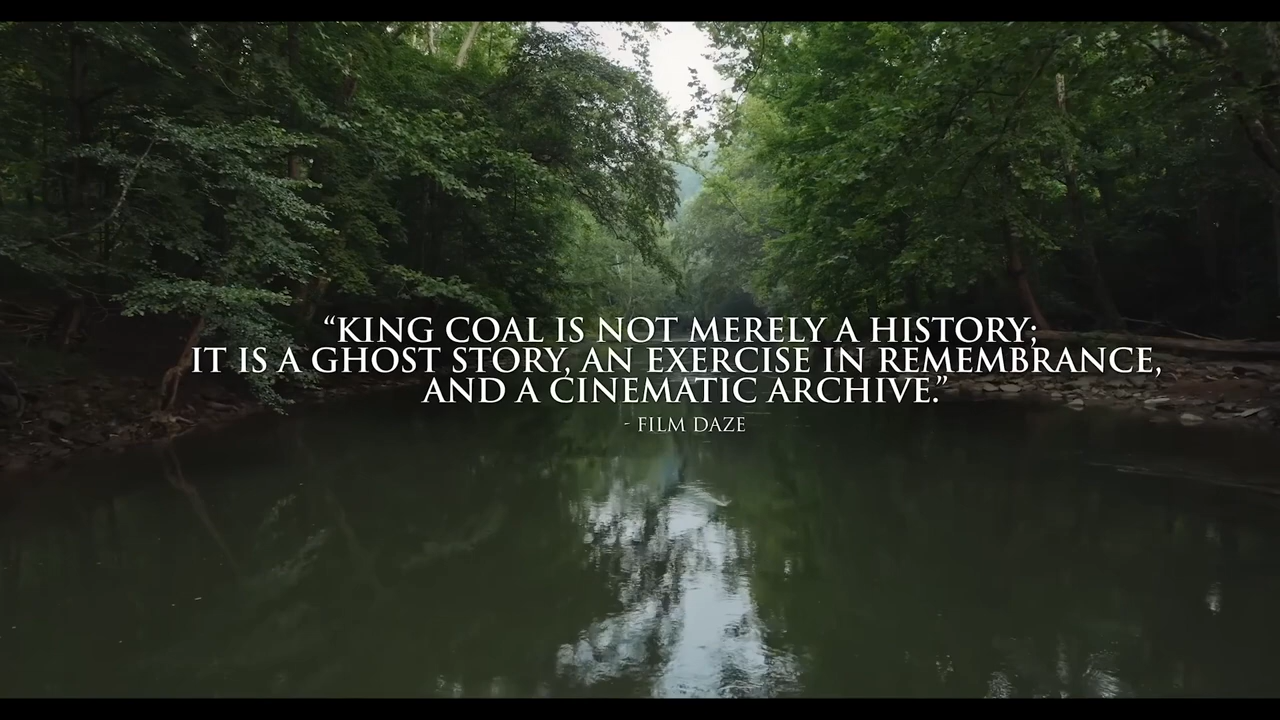 “KING COAL IS NOT MERELY A HISTORY;
IT IS A GHOST STORY, AN EXERCISE IN REMEMBRANCE,
AND A CINEMATIC ARCHIVE.”
- FILM DAZE